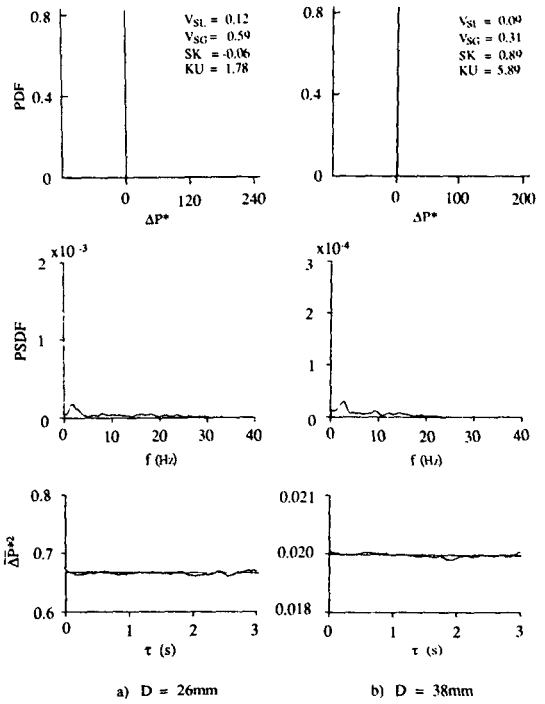 0.8
0.4
0
PDF
V_SL = 0.12
V_SG = 0.59
SK = -0.06
KU = 1.78
0 120 240
ΔP*
0.8
0.4
0
V_SL = 0.09
V_SG = 0.31
SK = 0.89
KU = 5.89
0 100 200
ΔP*
x10 -3
2
1
0
PSDF
0 10 20 30 40
f (Hz)
x10 -4
3
2
1
0
0 10 20 30 40
f (Hz)
0.8
0.7
0.6
ΔP*2
0 1 2 3
τ (s)
0.021
0.020
0.018
0 1 2 3
τ (s)
a) D = 26mm
b) D = 38mm